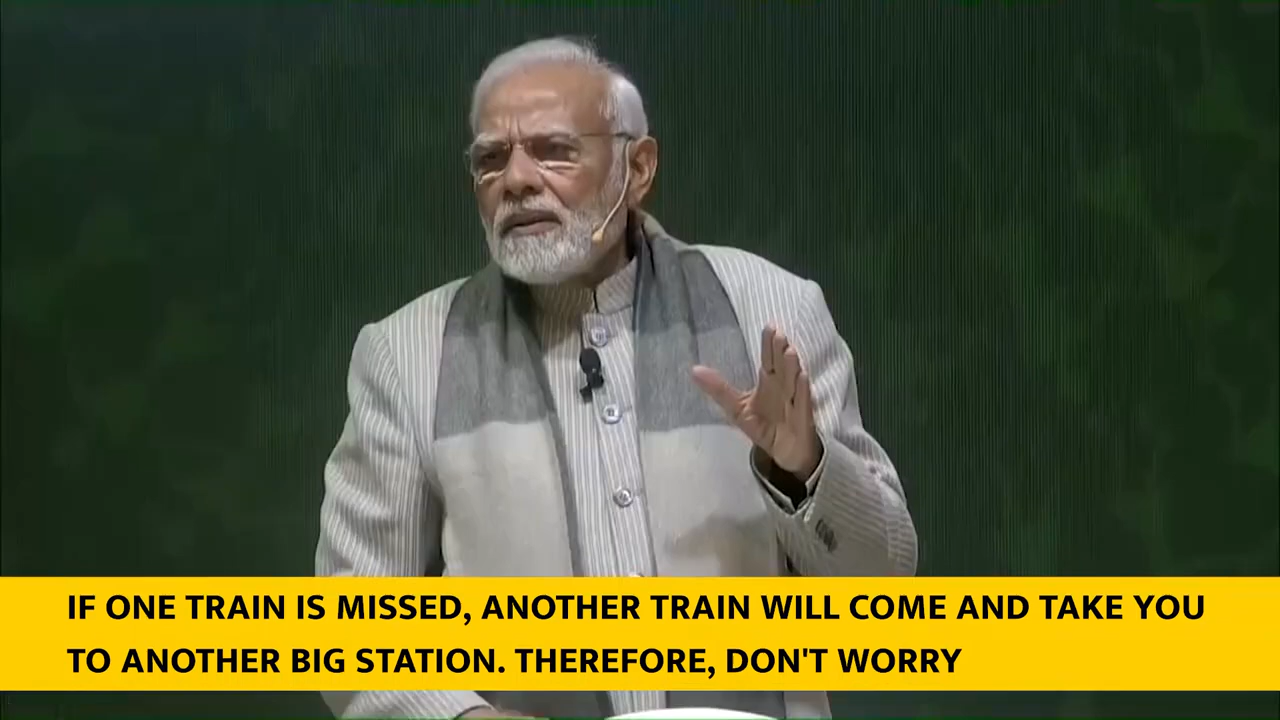 IF ONE TRAIN IS MISSED, ANOTHER TRAIN WILL COME AND TAKE YOU
TO ANOTHER BIG STATION. THEREFORE, DON'T WORRY